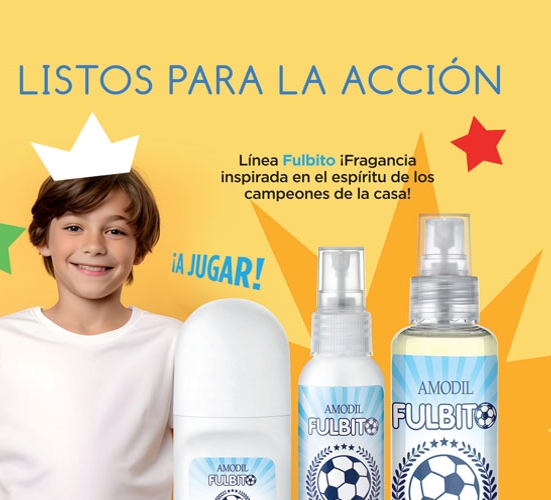 LISTOS PARA LA ACCIÓN
Línea Fulbito ¡Fragancia
inspirada en el espíritu de los
campeones de la casa!
¡A JUGAR!
AMODIL
FULBITO
AMODIL
FULBITO
AMODIL
FULBITO